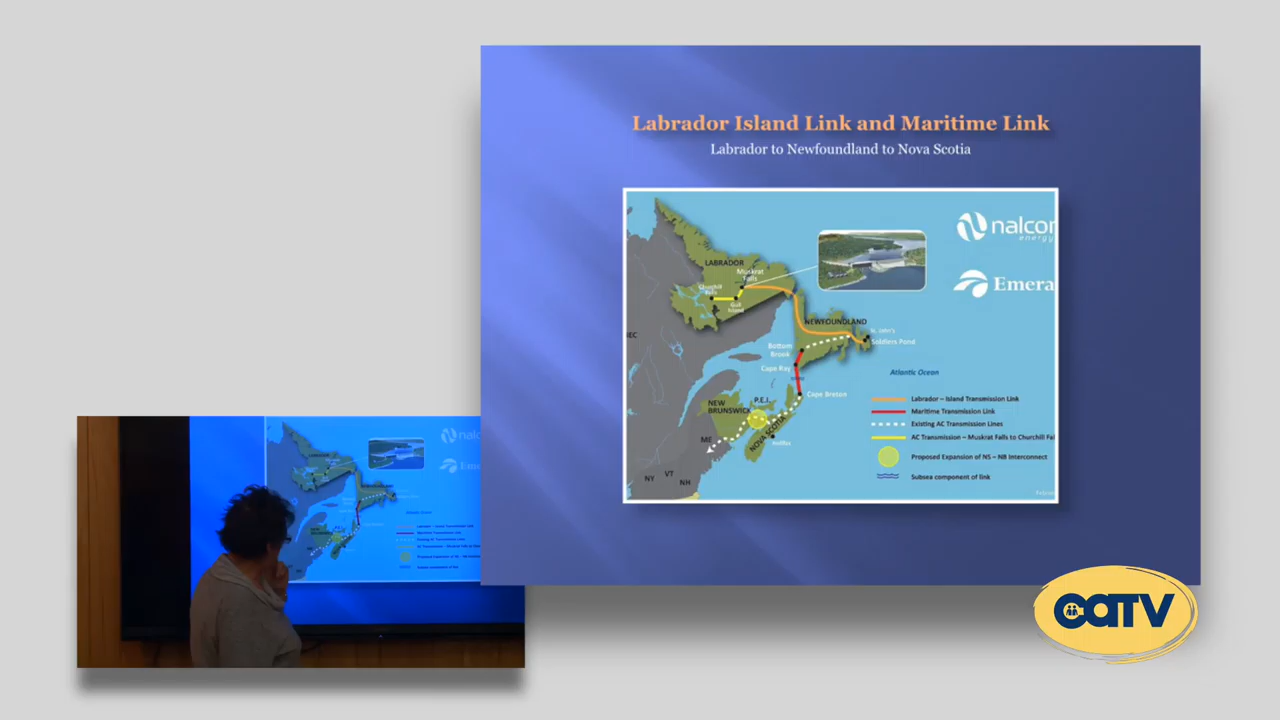 Labrador Island Link and Maritime Link
Labrador to Newfoundland to Nova Scotia
nalcor
energy
Emera
LABRADOR
Muskrat
Falls
Churchill
Falls
Gull
Island
NEWFOUNDLAND
St. John's
Soldiers Pond
Bottom
Brook
Cape Ray
Atlantic Ocean
Cape Breton
P.E.I.
NEW
BRUNSWICK
NOVA SCOTIA
Halifax
ME
VT
NY
NH
Labrador – Island Transmission Link
Maritime Transmission Link
Existing AC Transmission Lines
AC Transmission – Muskrat Falls to Churchill Fal
Proposed Expansion of NS – NB Interconnect
Subsea component of link
CATV